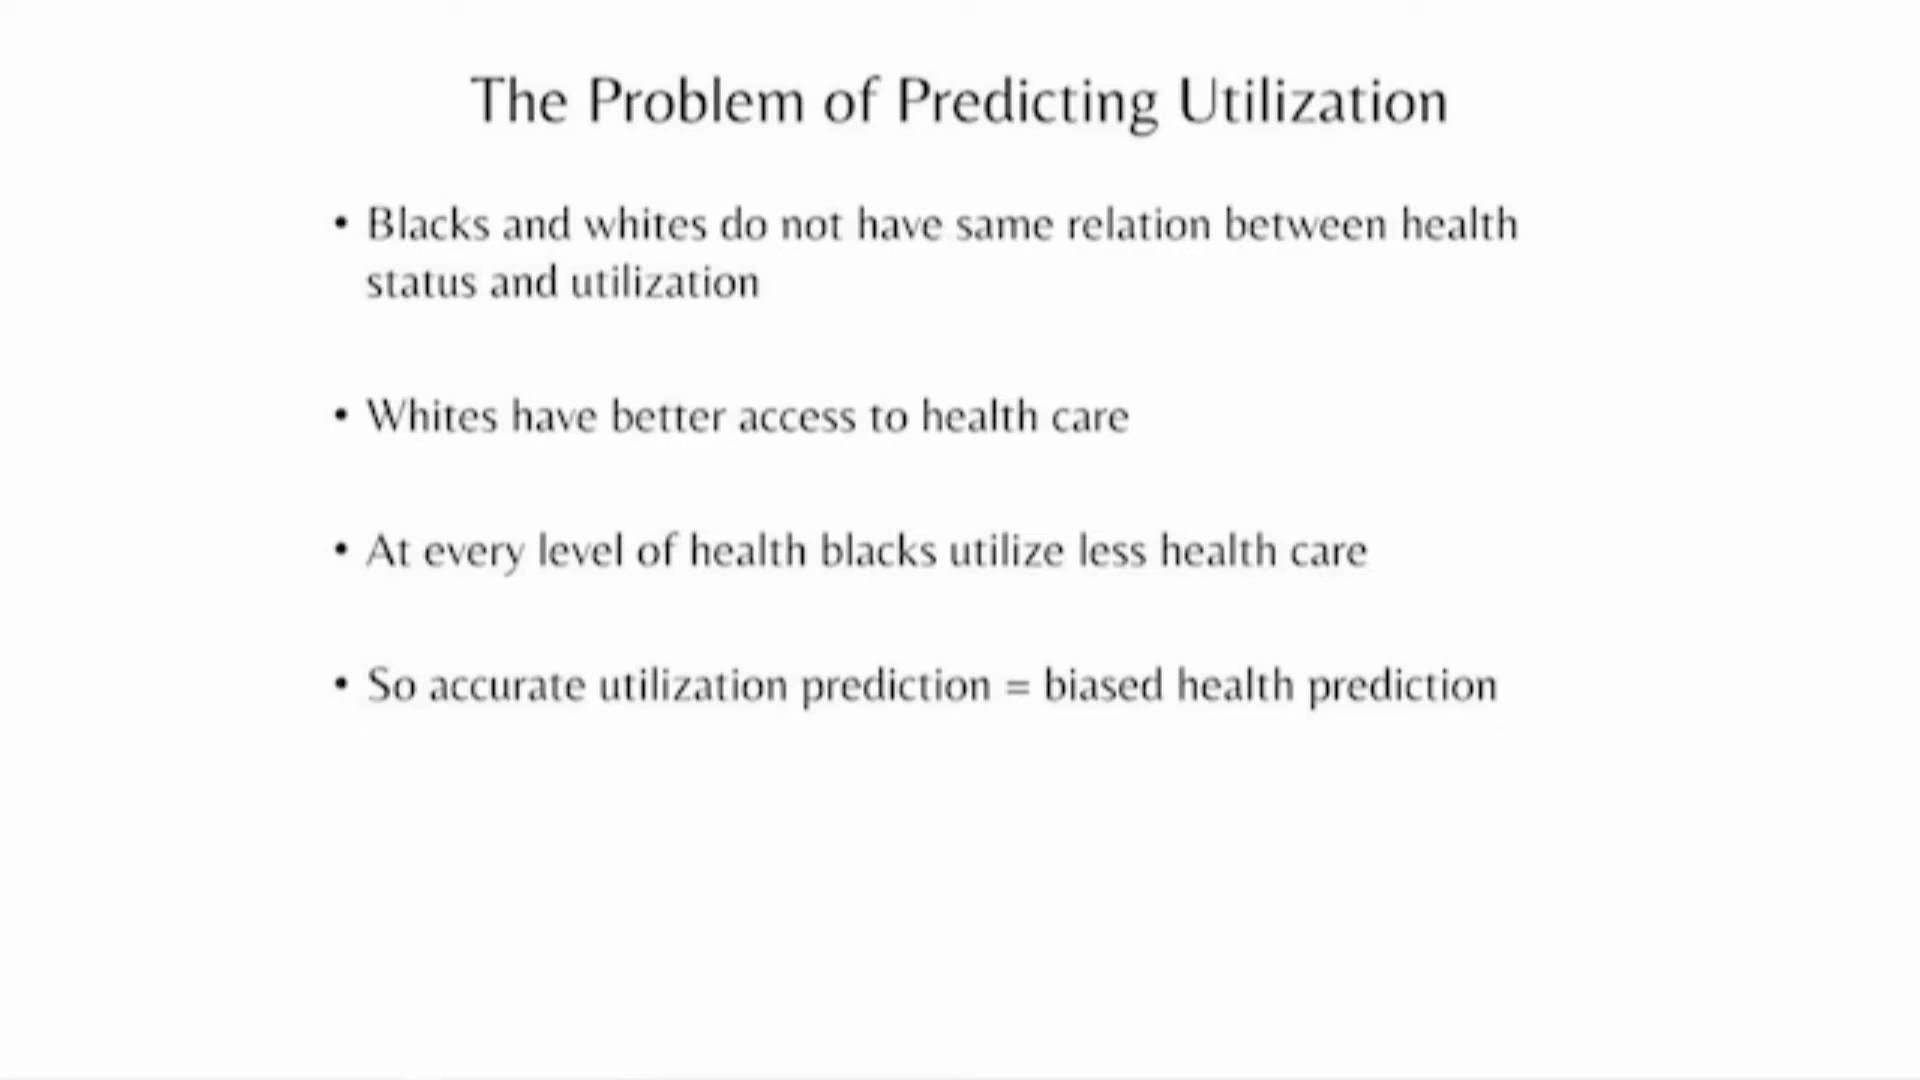 The Problem of Predicting Utilization
• Blacks and whites do not have same relation between health
status and utilization
• Whites have better access to health care
• At every level of health blacks utilize less health care
• So accurate utilization prediction = biased health prediction